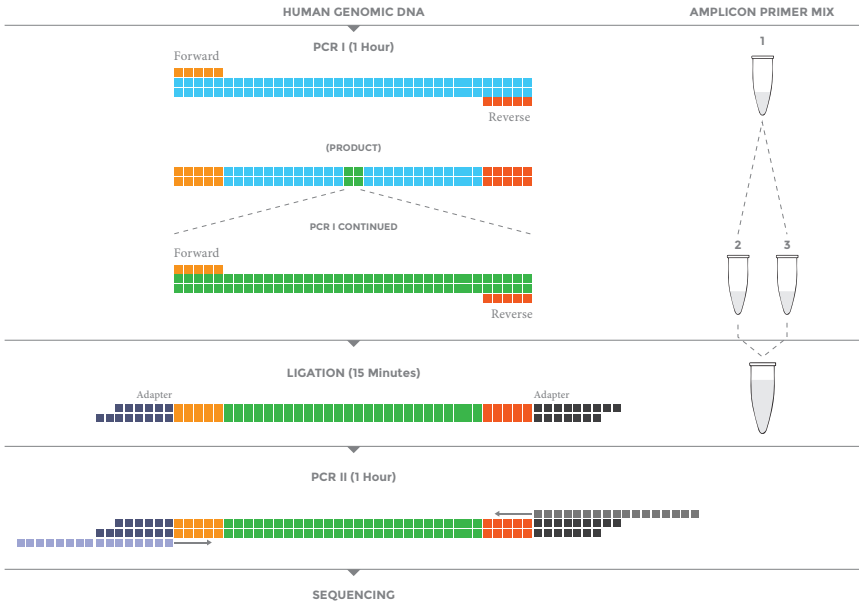 HUMAN GENOMIC DNA
AMPLICON PRIMER MIX
PCR I (1 Hour)
1
Forward
Reverse
(PRODUCT)
PCR I CONTINUED
2
3
Forward
Reverse
LIGATION (15 Minutes)
Adapter
Adapter
PCR II (1 Hour)
SEQUENCING